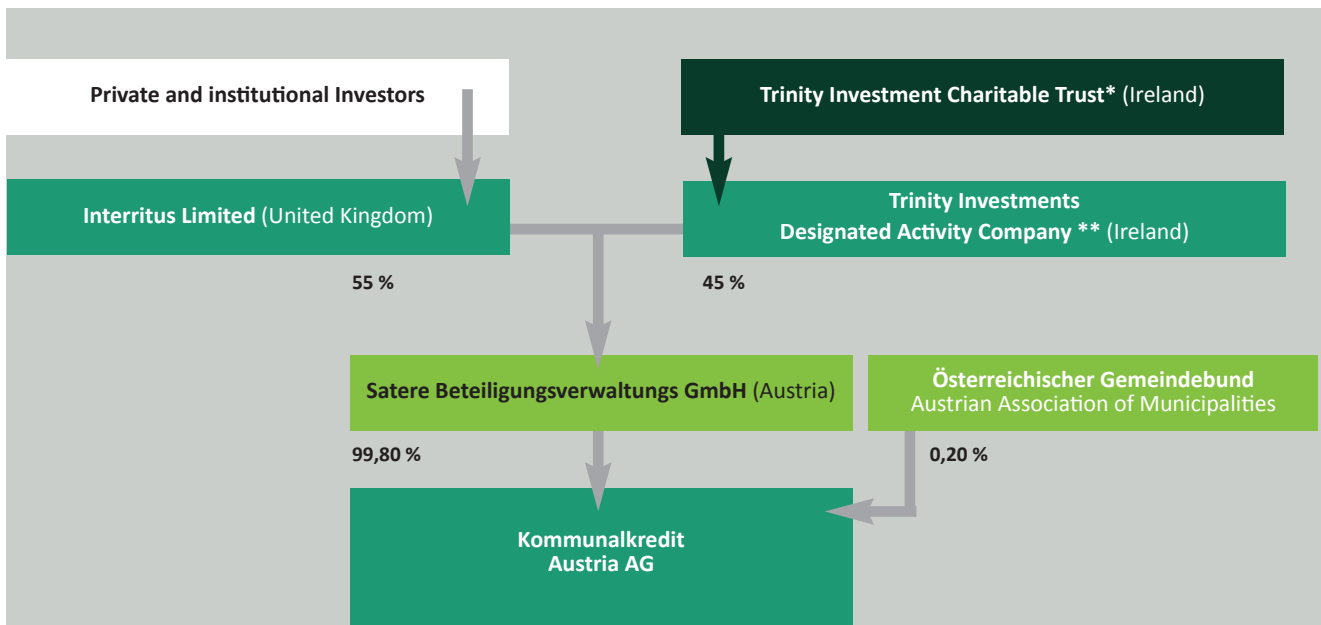 Private and institutional Investors
Trinity Investment Charitable Trust* (Ireland)
Interritus Limited (United Kingdom)
Trinity Investments
Designated Activity Company ** (Ireland)
55 %
45 %
Satere Beteiligungsverwaltungs GmbH (Austria)
Österreichischer Gemeindebund
Austrian Association of Municipalities
99,80 %
0,20 %
Kommunalkredit
Austria AG